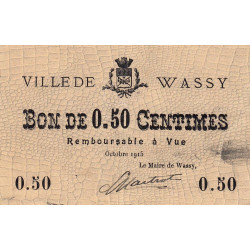 VILLE DE WASSY
BON DE 0.50 CENTIMES
Remboursable à Vue
Octobre 1915
Le Maire de Wassy,
0.50 0.50